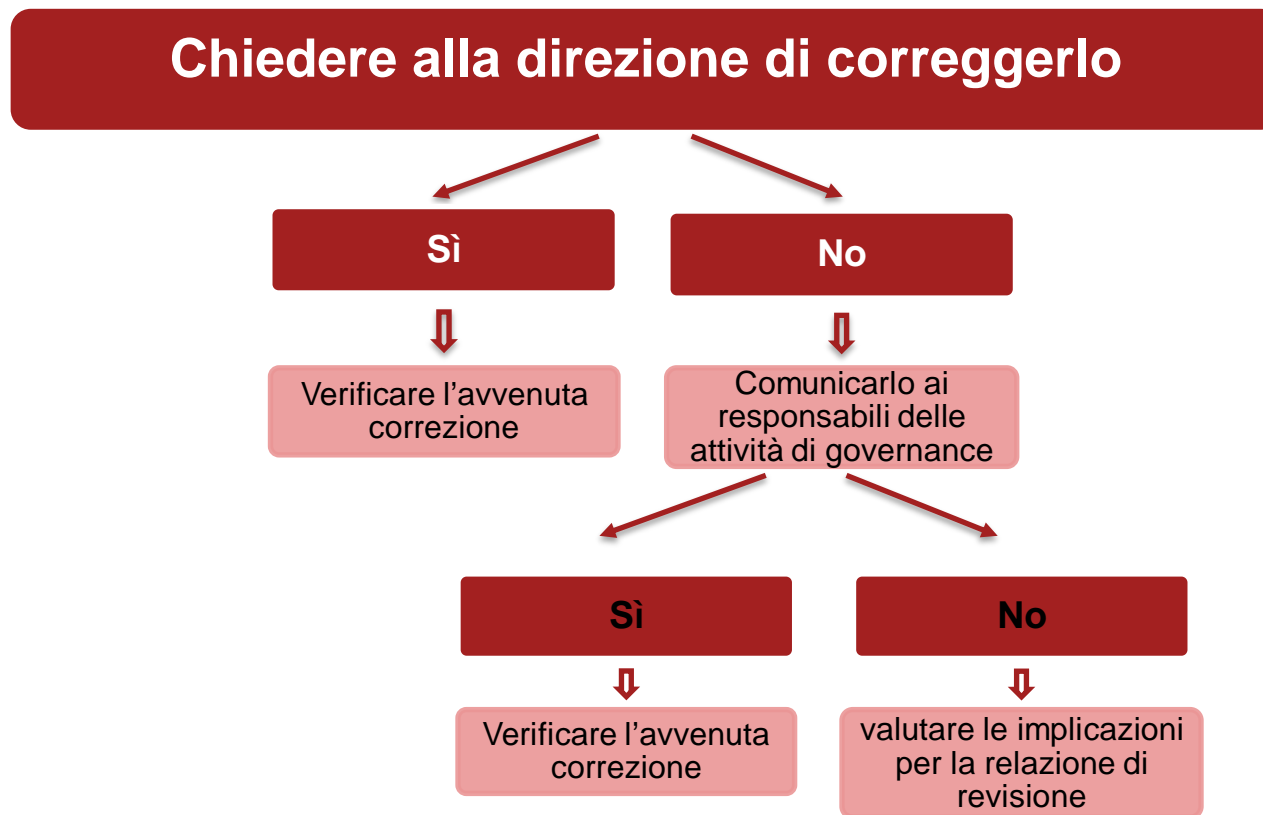 Chiedere alla direzione di correggerlo
Sì
No
Verificare l’avvenuta
correzione
Comunicarlo ai
responsabili delle
attività di governance
Sì
No
Verificare l’avvenuta
correzione
valutare le implicazioni
per la relazione di
revisione